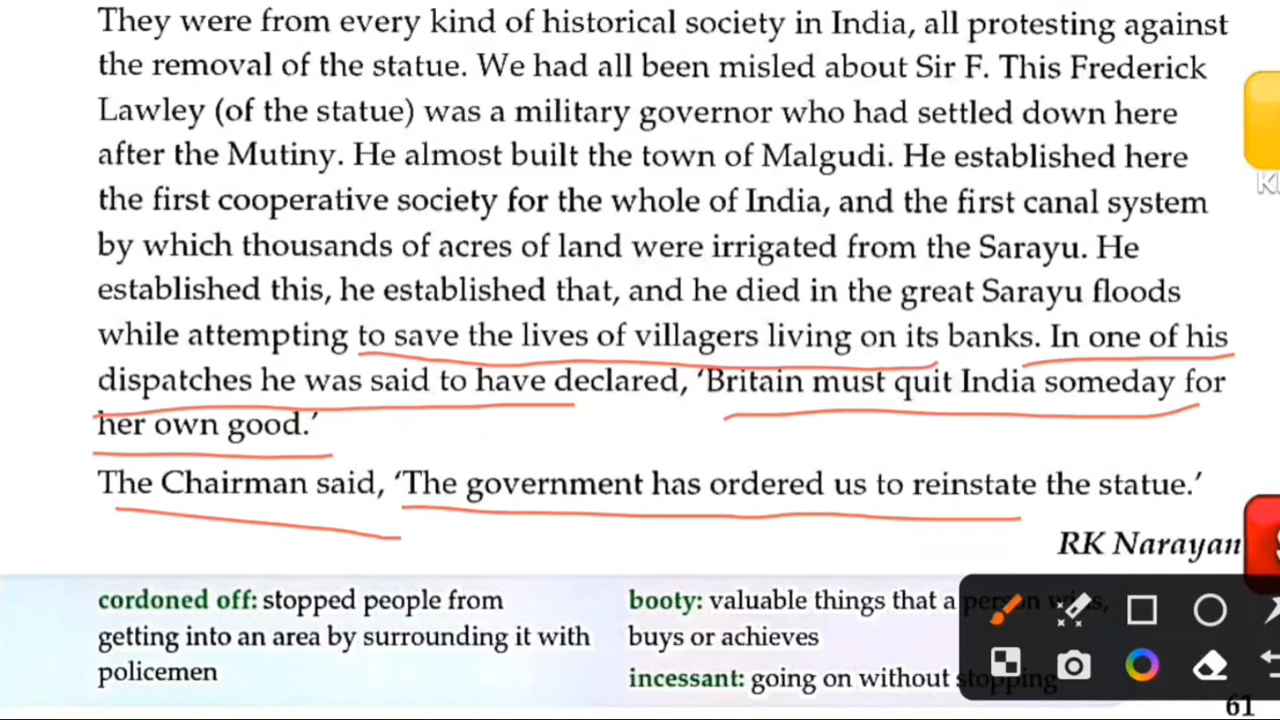 They were from every kind of historical society in India, all protesting against
the removal of the statue. We had all been misled about Sir F. This Frederick
Lawley (of the statue) was a military governor who had settled down here
after the Mutiny. He almost built the town of Malgudi. He established here
the first cooperative society for the whole of India, and the first canal system
by which thousands of acres of land were irrigated from the Sarayu. He
established this, he established that, and he died in the great Sarayu floods
while attempting to save the lives of villagers living on its banks. In one of his
dispatches he was said to have declared, ‘Britain must quit India someday for
her own good.’
The Chairman said, ‘The government has ordered us to reinstate the statue.’
RK Narayan
cordoned off: stopped people from
getting into an area by surrounding it with
policemen
booty: valuable things that a person wins,
buys or achieves
incessant: going on without stopping
61